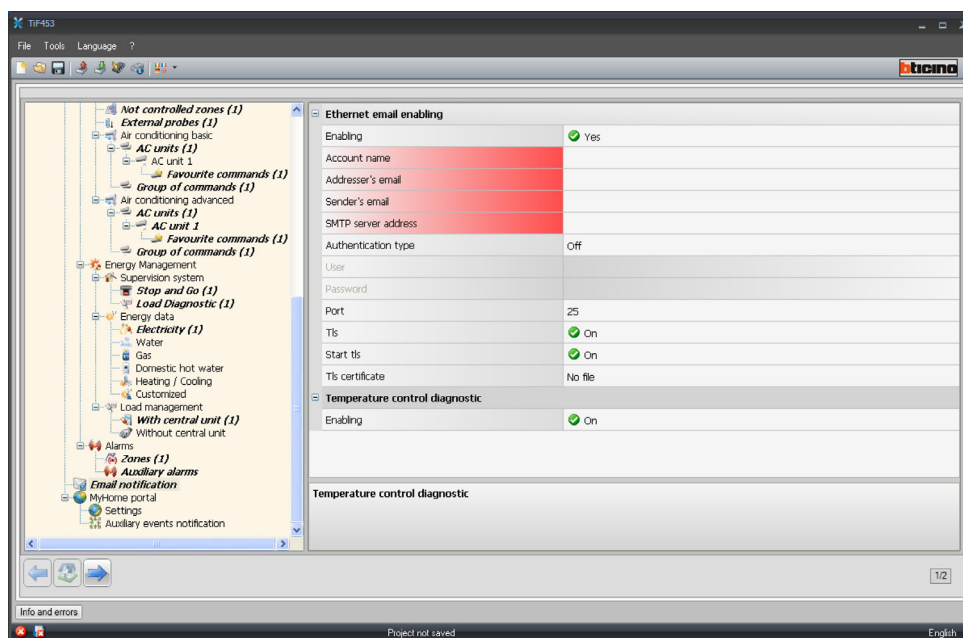 TiF453
File Tools Language ?
bticino
Not controlled zones (1)
External probes (1)
Air conditioning basic
AC units (1)
AC unit 1
Favourite commands (1)
Group of commands (1)
Air conditioning advanced
AC units (1)
AC unit 1
Favourite commands (1)
Group of commands (1)
Energy Management
Supervision system
Stop and Go (1)
Load Diagnostic (1)
Energy data
Electricity (1)
Water
Gas
Domestic hot water
Heating / Cooling
Customized
Load management
With central unit (1)
Without central unit
Alarms
Zones (1)
Auxiliary alarms
Email notification
MyHome portal
Settings
Auxiliary events notification
Ethernet email enabling
Enabling Yes
Account name
Addresser's email
Sender's email
SMTP server address
Authentication type Off
User
Password
Port 25
Tls On
Start tls On
Tls certificate No file
Temperature control diagnostic
Enabling On
Temperature control diagnostic
1/2
Info and errors
Project not saved English